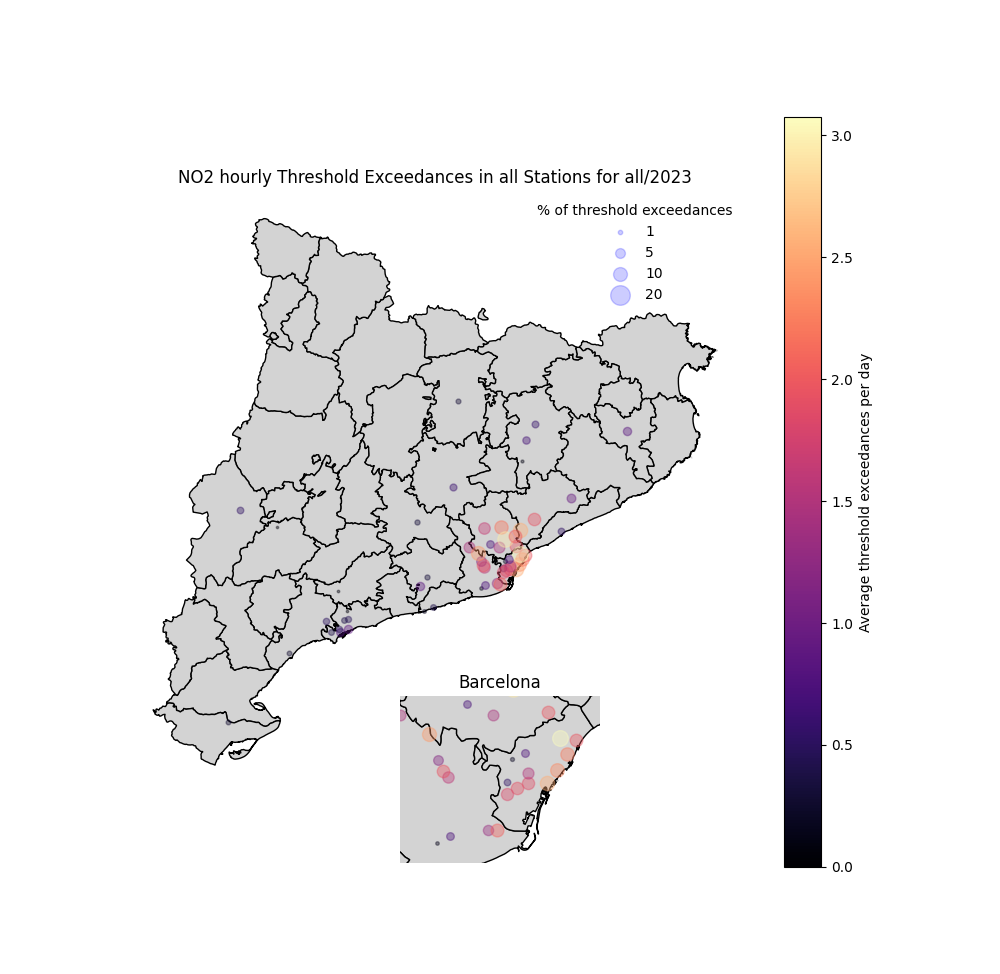 NO2 hourly Threshold Exceedances in all Stations for all/2023
% of threshold exceedances
1
5
10
20
3.0
2.5
2.0
1.5
1.0
0.5
0.0
Average threshold exceedances per day
Barcelona